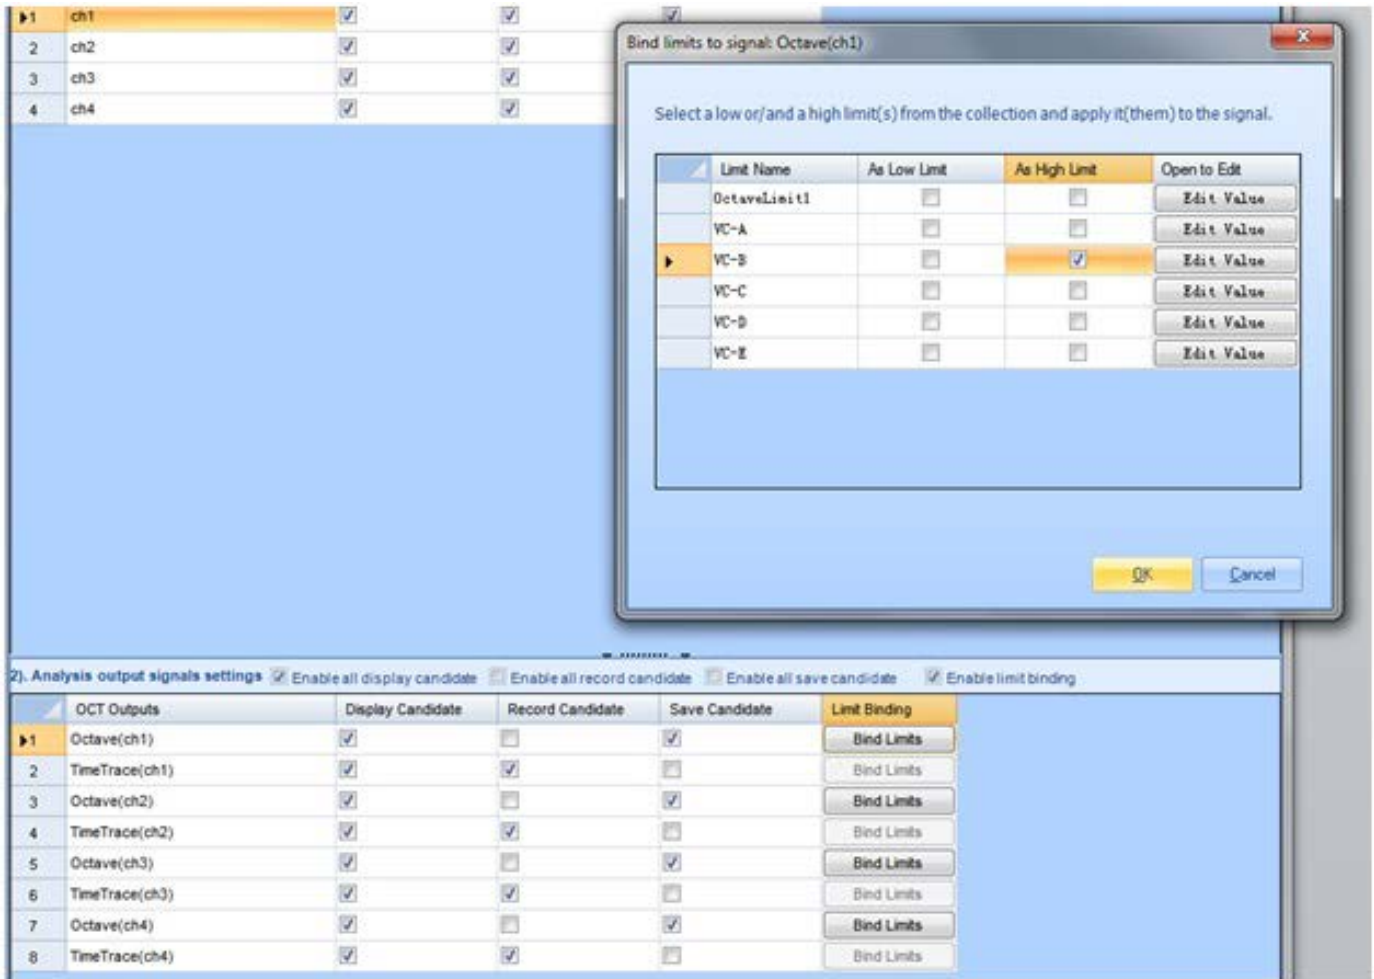 1 ch1
2 ch2
3 ch3
4 ch4
Bind limits to signal: Octave(ch1)
Select a low or/and a high limit(s) from the collection and apply it(them) to the signal.
Limit Name As Low Limit As High Limit Open to Edit
OctaveLimit1 Edit Value
VC-A Edit Value
VC-B Edit Value
VC-C Edit Value
VC-D Edit Value
VC-E Edit Value
OK Cancel
2). Analysis output signals settings Enable all display candidate Enable all record candidate Enable all save candidate Enable limit binding
OCT Outputs Display Candidate Record Candidate Save Candidate Limit Binding
1 Octave(ch1) Bind Limits
2 TimeTrace(ch1) Bind Limits
3 Octave(ch2) Bind Limits
4 TimeTrace(ch2) Bind Limits
5 Octave(ch3) Bind Limits
6 TimeTrace(ch3) Bind Limits
7 Octave(ch4) Bind Limits
8 TimeTrace(ch4) Bind Limits